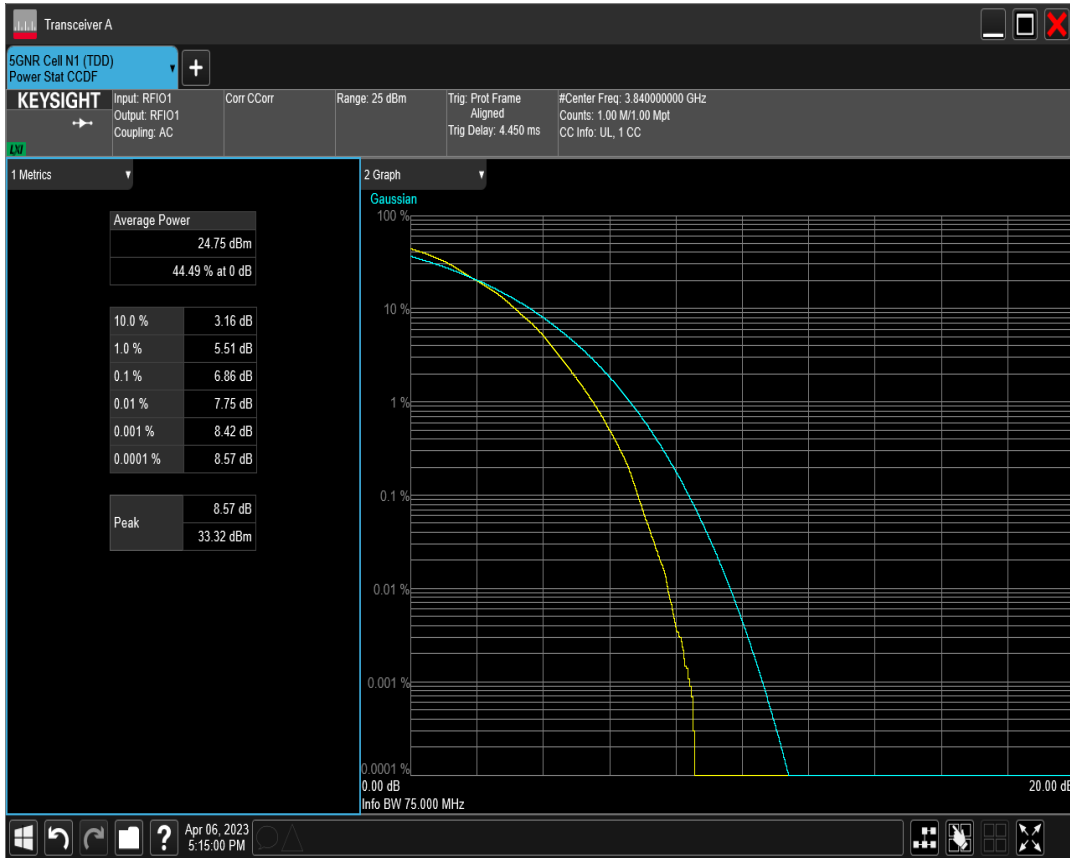 Transceiver A
5GNR Cell N1 (TDD)
Power Stat CCDF
+
KEYSIGHT
LXI
Input: RFIO1
Output: RFIO1
Coupling: AC
Corr CCorr
Range: 25 dBm
Trig: Prot Frame
Aligned
Trig Delay: 4.450 ms
#Center Freq: 3.840000000 GHz
Counts: 1.00 M/1.00 Mpt
CC Info: UL, 1 CC
1 Metrics
Average Power
24.75 dBm
44.49 % at 0 dB
10.0 % 3.16 dB
1.0 % 5.51 dB
0.1 % 6.86 dB
0.01 % 7.75 dB
0.001 % 8.42 dB
0.0001 % 8.57 dB
Peak
8.57 dB
33.32 dBm
2 Graph
Gaussian
100 %
10 %
1 %
0.1 %
0.01 %
0.001 %
0.0001 %
0.00 dB 20.00 dB
Info BW 75.000 MHz
? Apr 06, 2023
5:15:00 PM